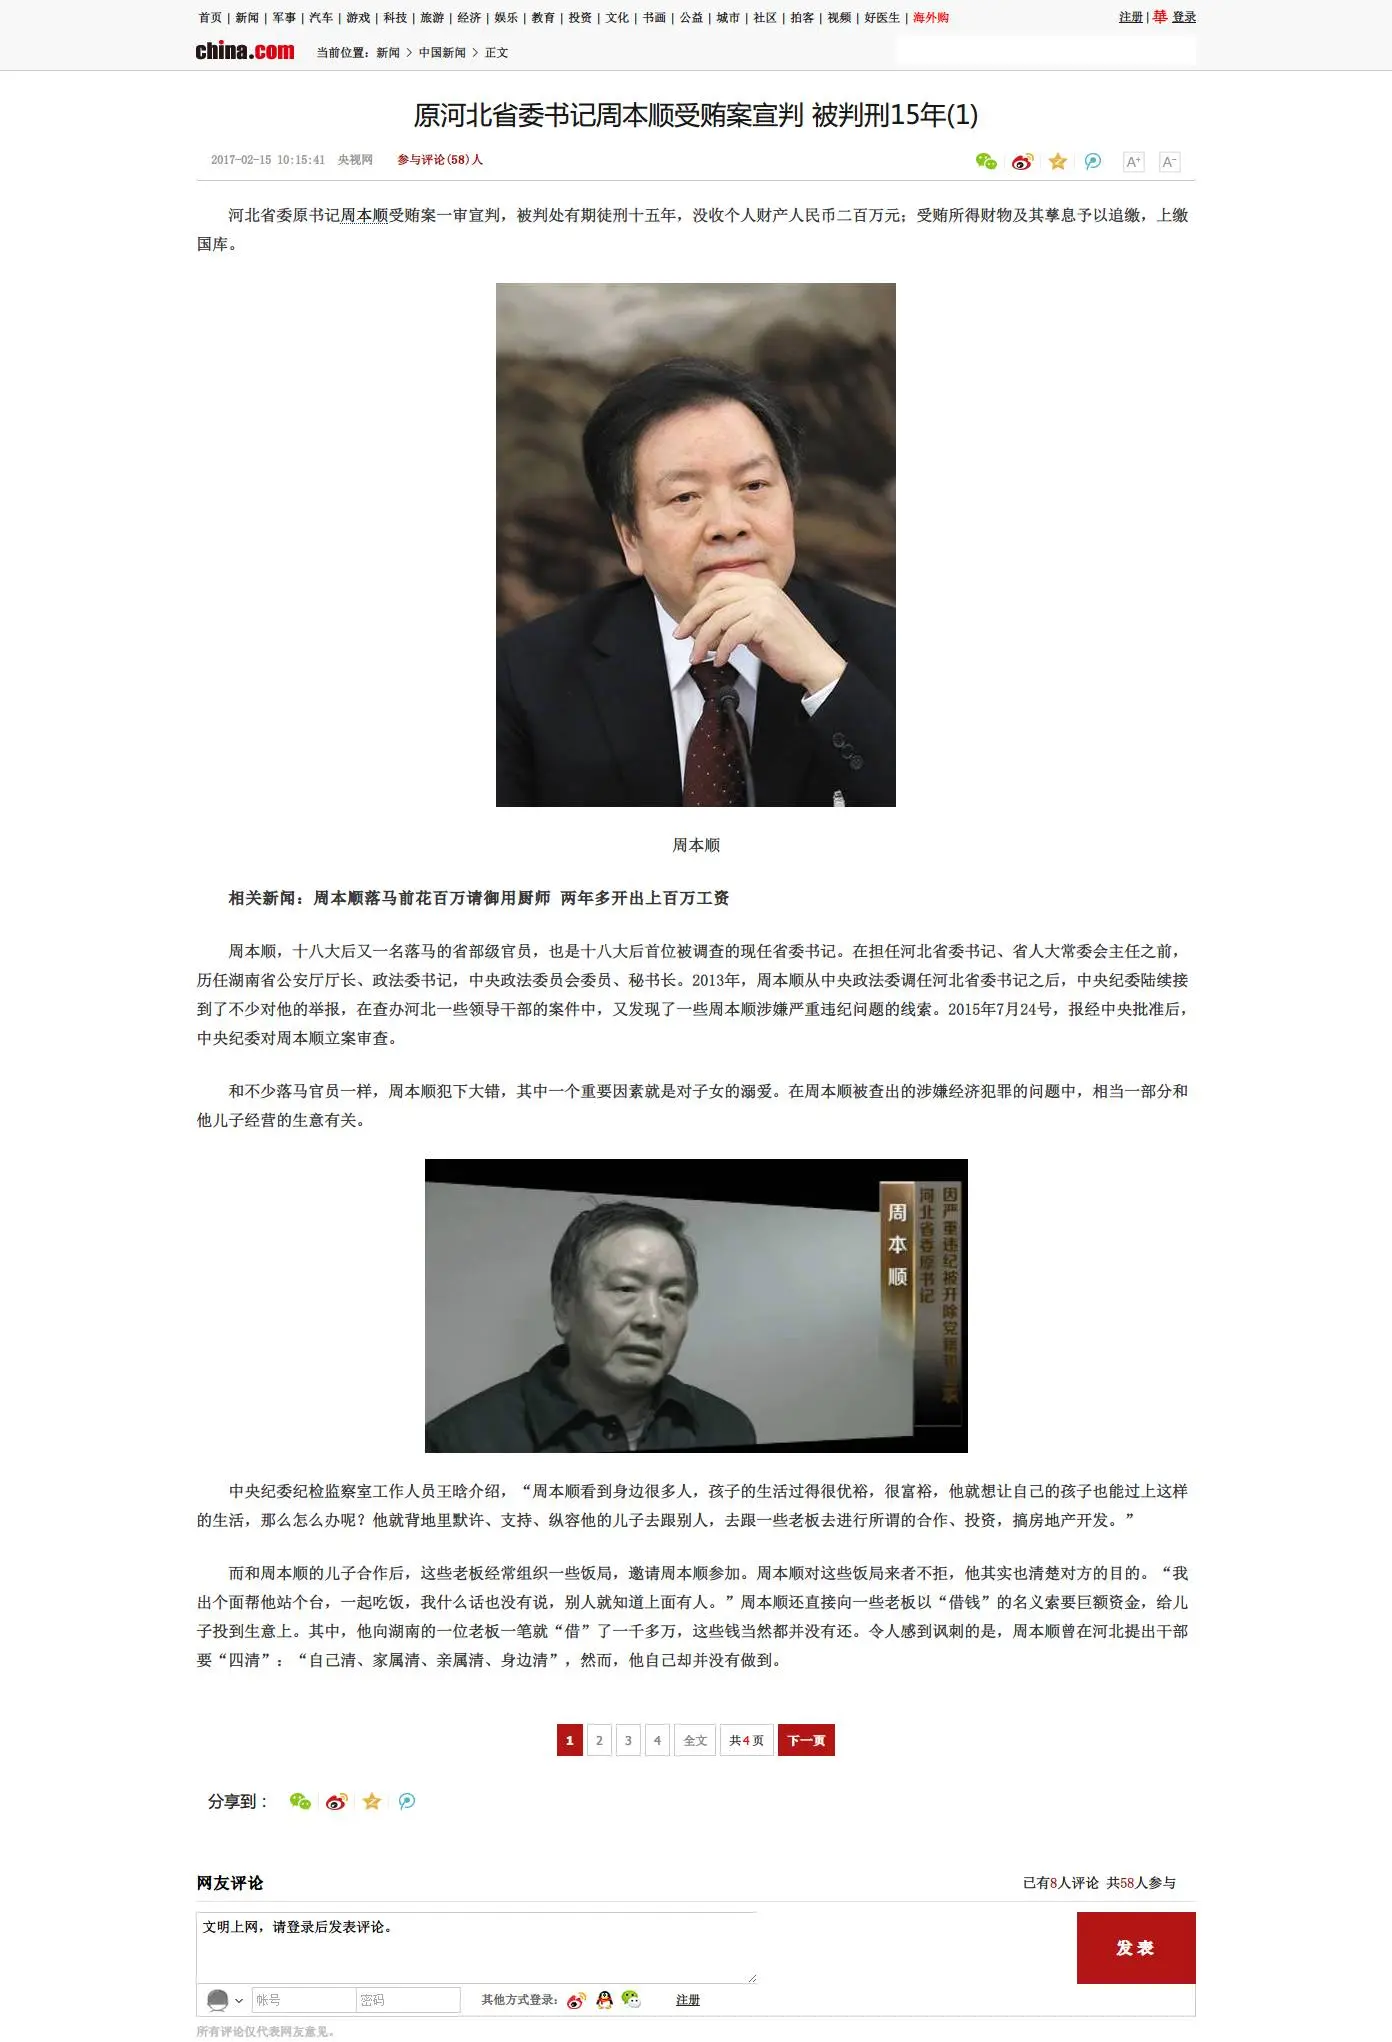 首页 | 新闻 | 军事 | 汽车 | 游戏 | 科技 | 旅游 | 经济 | 娱乐 | 教育 | 投资 | 文化 | 书画 | 公益 | 城市 | 社区 | 拍客 | 视频 | 好医生 | 海外购
注册 | 華 登录
china.com 当前位置：新闻 > 中国新闻 > 正文
原河北省委书记周本顺受贿案宣判 被判刑15年(1)
2017-02-15 10:15:41 央视网 参与评论(58)人
A+ A-
河北省委原书记周本顺受贿案一审宣判，被判处有期徒刑十五年，没收个人财产人民币二百万元；受贿所得财物及其孳息予以追缴，上缴
国库。
周本顺
相关新闻：周本顺落马前花百万请御用厨师 两年多开出上百万工资
周本顺，十八大后又一名落马的省部级官员，也是十八大后首位被调查的现任省委书记。在担任河北省委书记、省人大常委会主任之前，
历任湖南省公安厅厅长、政法委书记，中央政法委员会委员、秘书长。2013年，周本顺从中央政法委调任河北省委书记之后，中央纪委陆续接
到了不少对他的举报，在查办河北一些领导干部的案件中，又发现了一些周本顺涉嫌严重违纪问题的线索。2015年7月24号，报经中央批准后，
中央纪委对周本顺立案审查。
和不少落马官员一样，周本顺犯下大错，其中一个重要因素就是对子女的溺爱。在周本顺被查出的涉嫌经济犯罪的问题中，相当一部分和
他儿子经营的生意有关。
周本顺
河北省委原书记
因严重违纪被开除党籍
中央纪委纪检监察室工作人员王晗介绍，“周本顺看到身边很多人，孩子的生活过得很优裕，很富裕，他就想让自己的孩子也能过上这样
的生活，那么怎么办呢？他就背地里默许、支持、纵容他的儿子去跟别人，去跟一些老板去进行所谓的合作、投资，搞房地产开发。”
而和周本顺的儿子合作后，这些老板经常组织一些饭局，邀请周本顺参加。周本顺对这些饭局来者不拒，他其实也清楚对方的目的。“我
出个面帮他站个台，一起吃饭，我什么话也没有说，别人就知道上面有人。”周本顺还直接向一些老板以“借钱”的名义索要巨额资金，给儿
子投到生意上。其中，他向湖南的一位老板一笔就“借”了一千多万，这些钱当然都并没有还。令人感到讽刺的是，周本顺曾在河北提出干部
要“四清”：“自己清、家属清、亲属清、身边清”，然而，他自己却并没有做到。
1 2 3 4 全文 共4页 下一页
分享到：
网友评论 已有8人评论 共58人参与
文明上网，请登录后发表评论。
发表
帐号 密码 其他方式登录： 注册
所有评论仅代表网友意见。